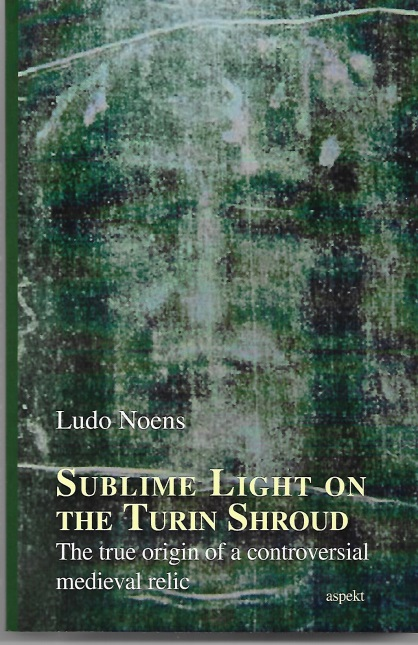 Ludo Noens
SUBLIME LIGHT ON
THE TURIN SHROUD
The true origin of a controversial
medieval relic
aspekt